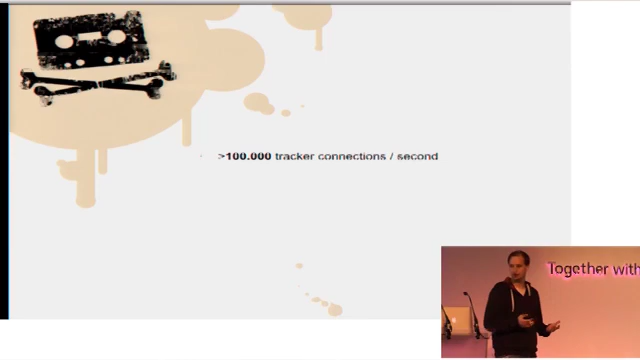 >100.000 tracker connections / second
Together with